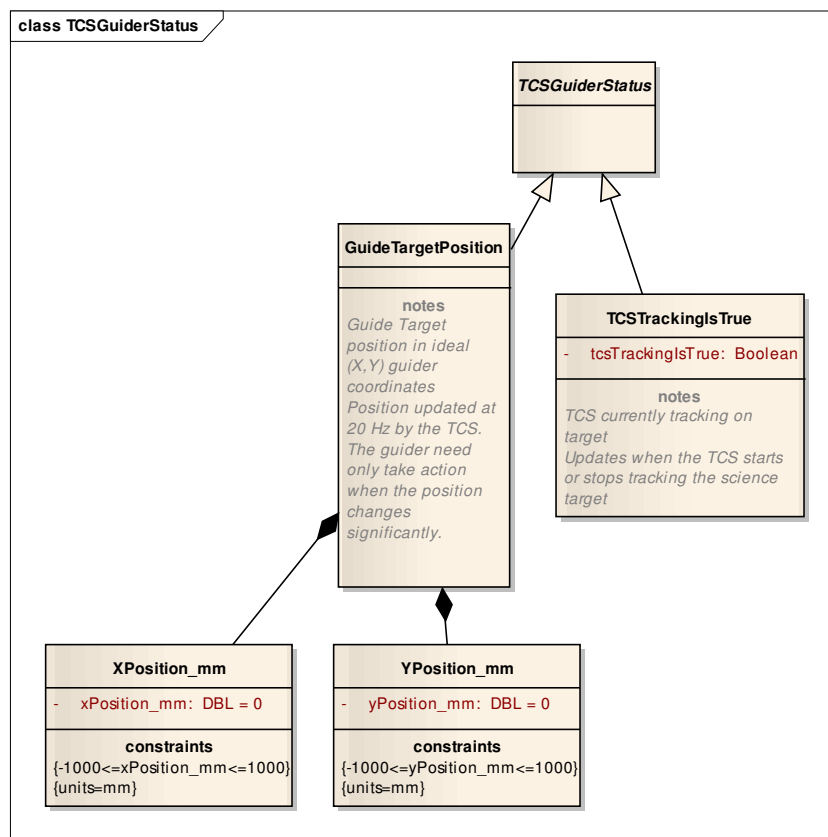 class TCSGuiderStatus
TCSGuiderStatus
GuideTargetPosition
notes
Guide Target
position in ideal
(X,Y) guider
coordinates
Position updated at
20 Hz by the TCS.
The guider need
only take action
when the position
changes
significantly.
TCSTrackingIsTrue
- tcsTrackingIsTrue: Boolean
notes
TCS currently tracking on
target
Updates when the TCS starts
or stops tracking the science
target
XPosition_mm
- xPosition_mm: DBL = 0
constraints
{-1000<=xPosition_mm<=1000}
{units=mm}
YPosition_mm
- yPosition_mm: DBL = 0
constraints
{-1000<=yPosition_mm<=1000}
{units=mm}